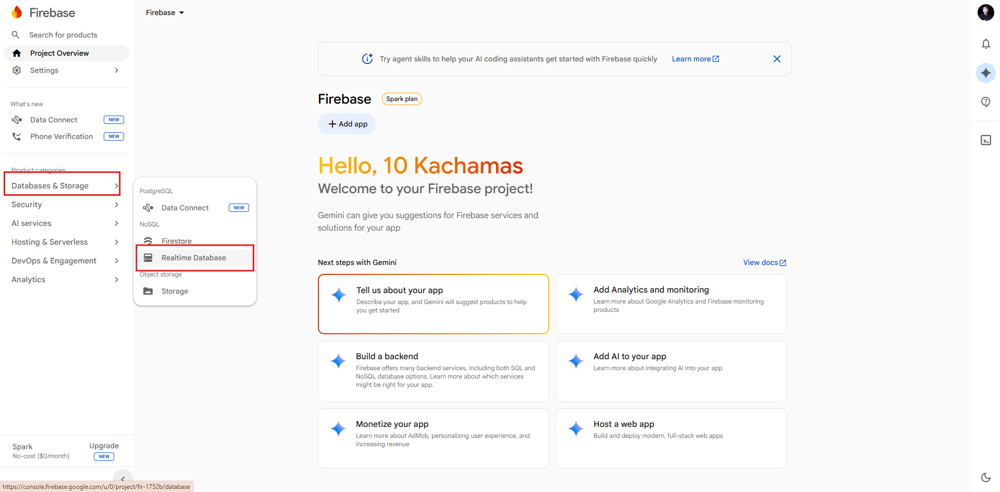 Firebase
Search for products
Project Overview
Settings
What's new
Data Connect NEW
Phone Verification NEW
Product categories
Databases & Storage
Security
AI services
Hosting & Serverless
DevOps & Engagement
Analytics
Spark
No-cost ($0/month)
Upgrade
NEW
https://console.firebase.google.com/u/0/project/fir-1752b/database
PostgreSQL
Data Connect NEW
NoSQL
Firestore
Realtime Database
Object storage
Storage
Firebase
Try agent skills to help your AI coding assistants get started with Firebase quickly Learn more
Firebase Spark plan
Add app
Hello, 10 Kachamas
Welcome to your Firebase project!
Gemini can give you suggestions for Firebase services and
solutions for your app
Next steps with Gemini View docs
Tell us about your app
Describe your app, and Gemini will suggest products to help
you get started
Add Analytics and monitoring
Learn more about Google Analytics and Firebase monitoring
products
Build a backend
Firebase offers many backend services, including both SQL and
NoSQL database options. Learn more about which services
might be right for your app.
Add AI to your app
Learn more about integrating AI into your app
Monetize your app
Learn more about AdMob, personalizing user experience, and
increasing revenue
Host a web app
Build and deploy modern, full-stack web apps